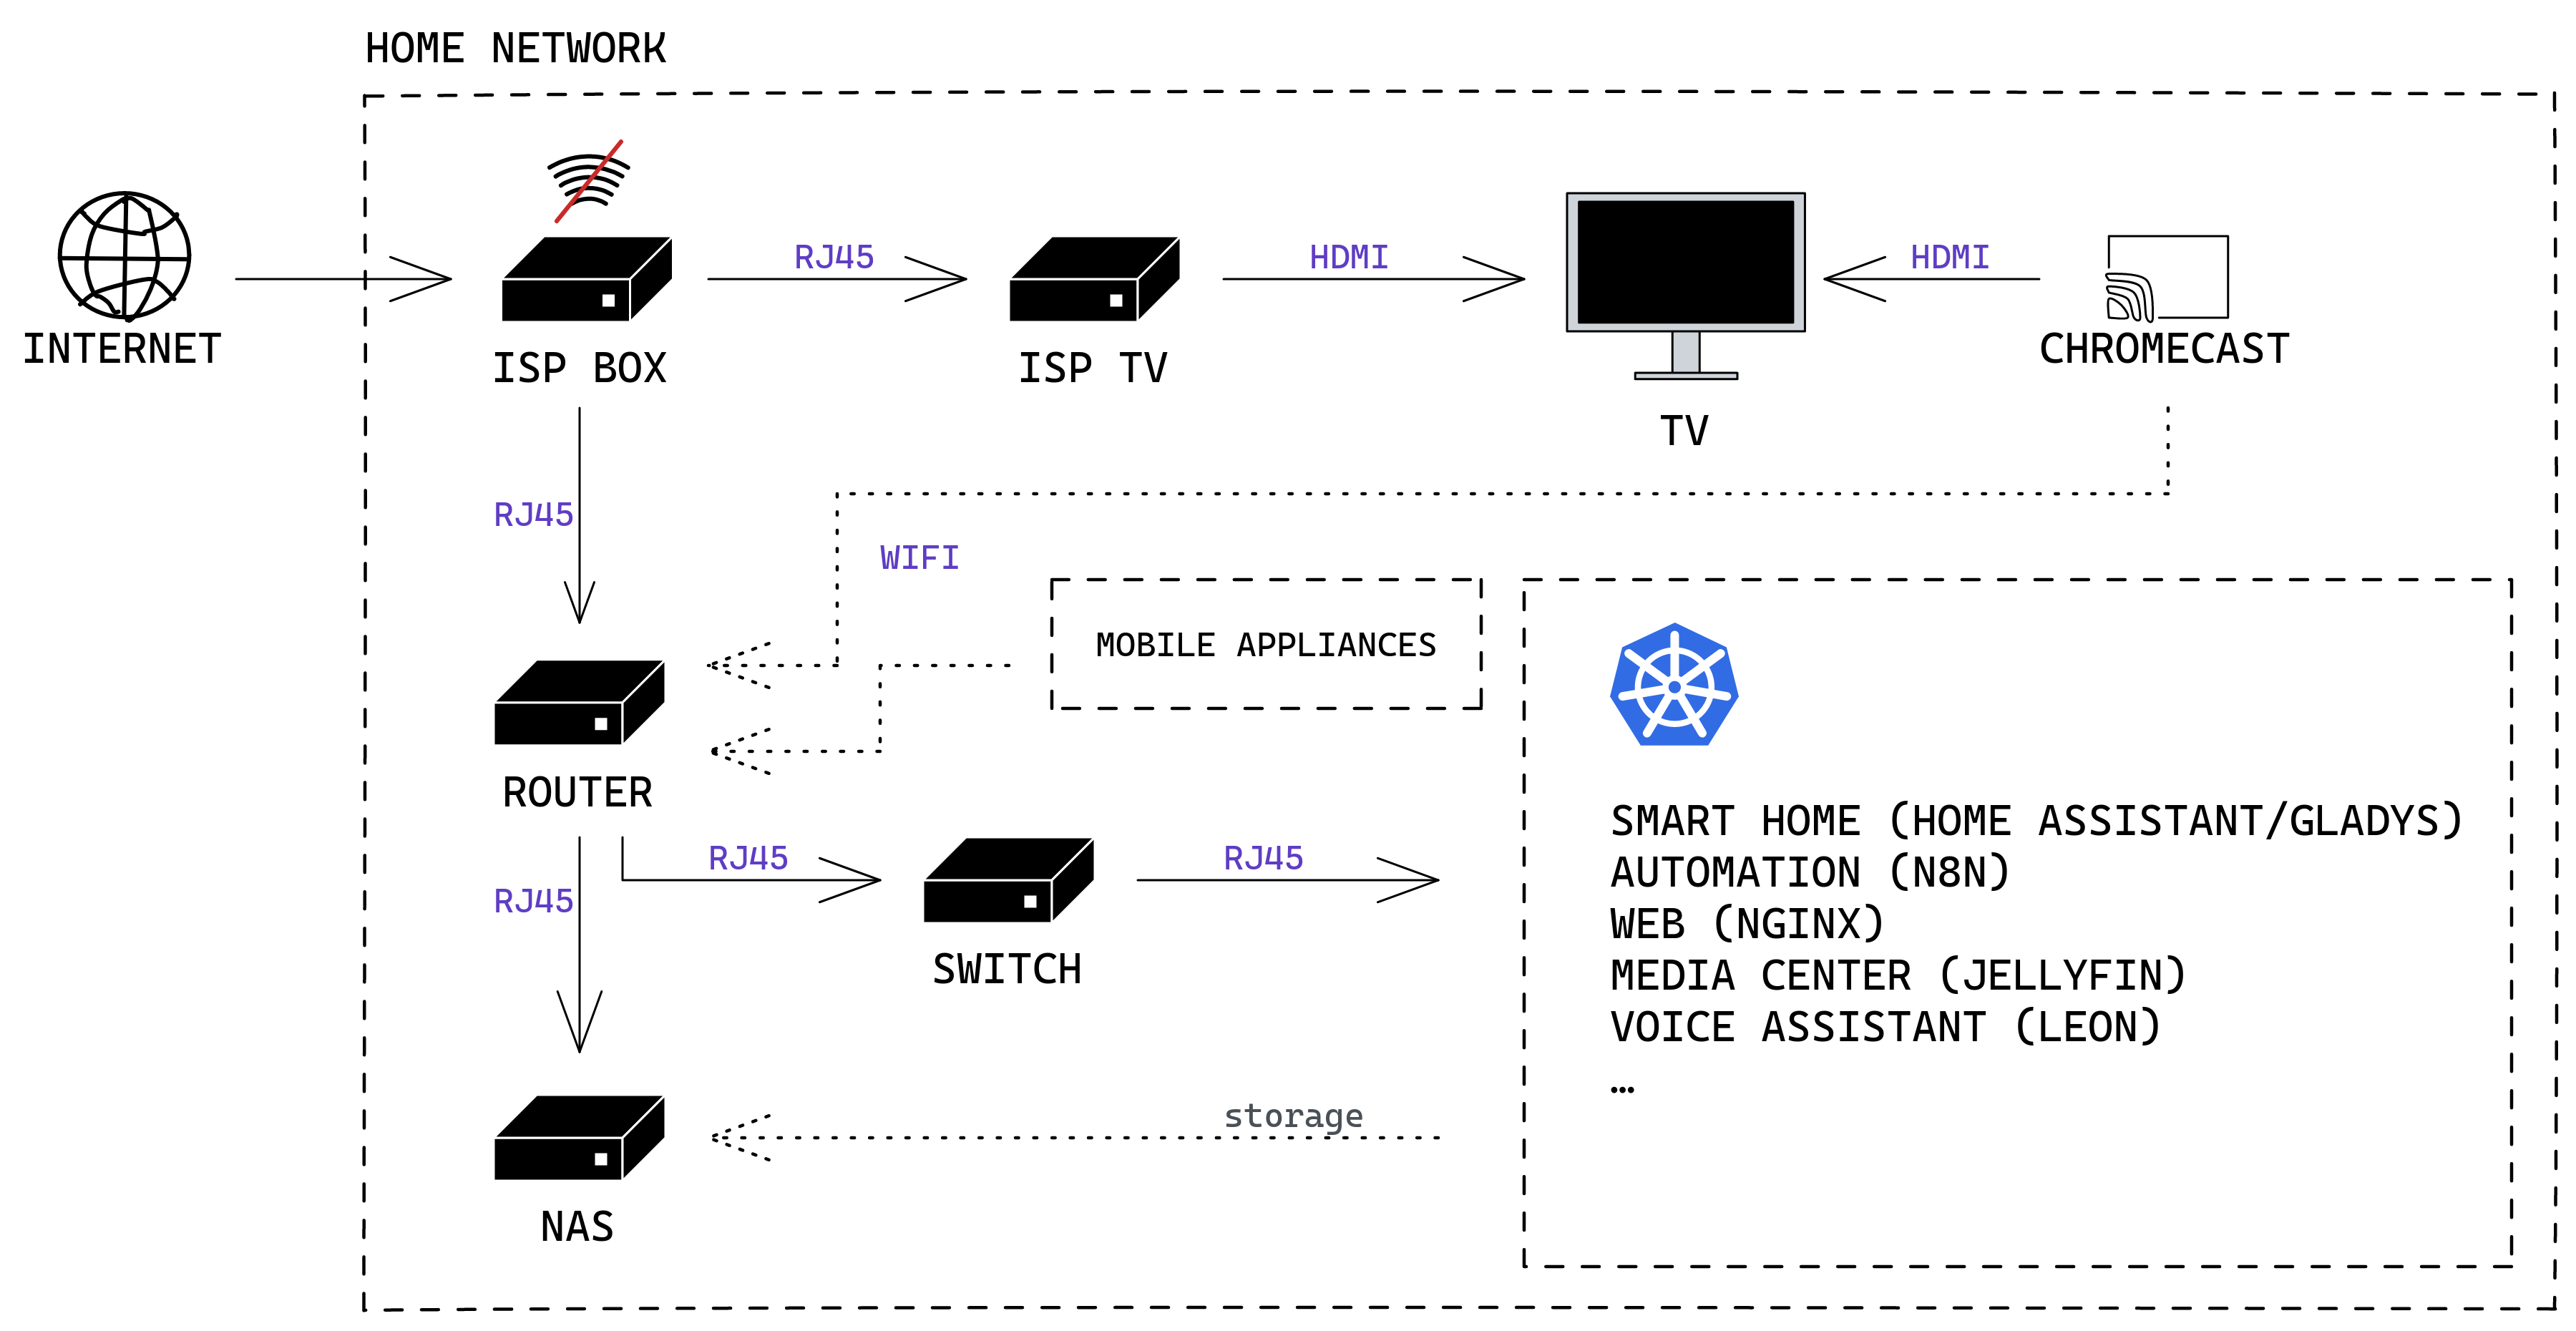 HOME NETWORK
INTERNET
ISP BOX
RJ45
ISP TV
HDMI
TV
HDMI
CHROMECAST
RJ45
WIFI
MOBILE APPLIANCES
ROUTER
RJ45
RJ45
SWITCH
RJ45
SMART HOME (HOME ASSISTANT/GLADYS)
AUTOMATION (N8N)
WEB (NGINX)
MEDIA CENTER (JELLYFIN)
VOICE ASSISTANT (LEON)
…
storage
NAS